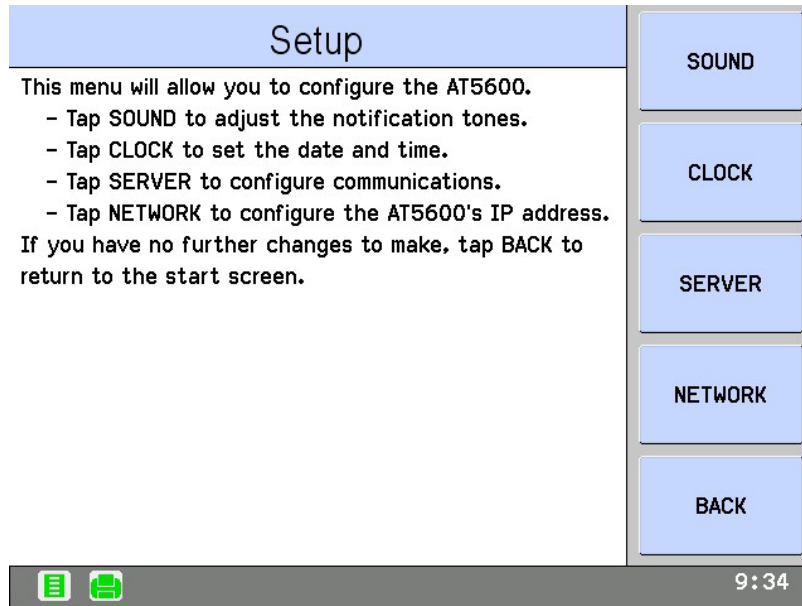 Setup
This menu will allow you to configure the AT5600.
- Tap SOUND to adjust the notification tones.
- Tap CLOCK to set the date and time.
- Tap SERVER to configure communications.
- Tap NETWORK to configure the AT5600's IP address.
If you have no further changes to make, tap BACK to
return to the start screen.
SOUND
CLOCK
SERVER
NETWORK
BACK
9:34